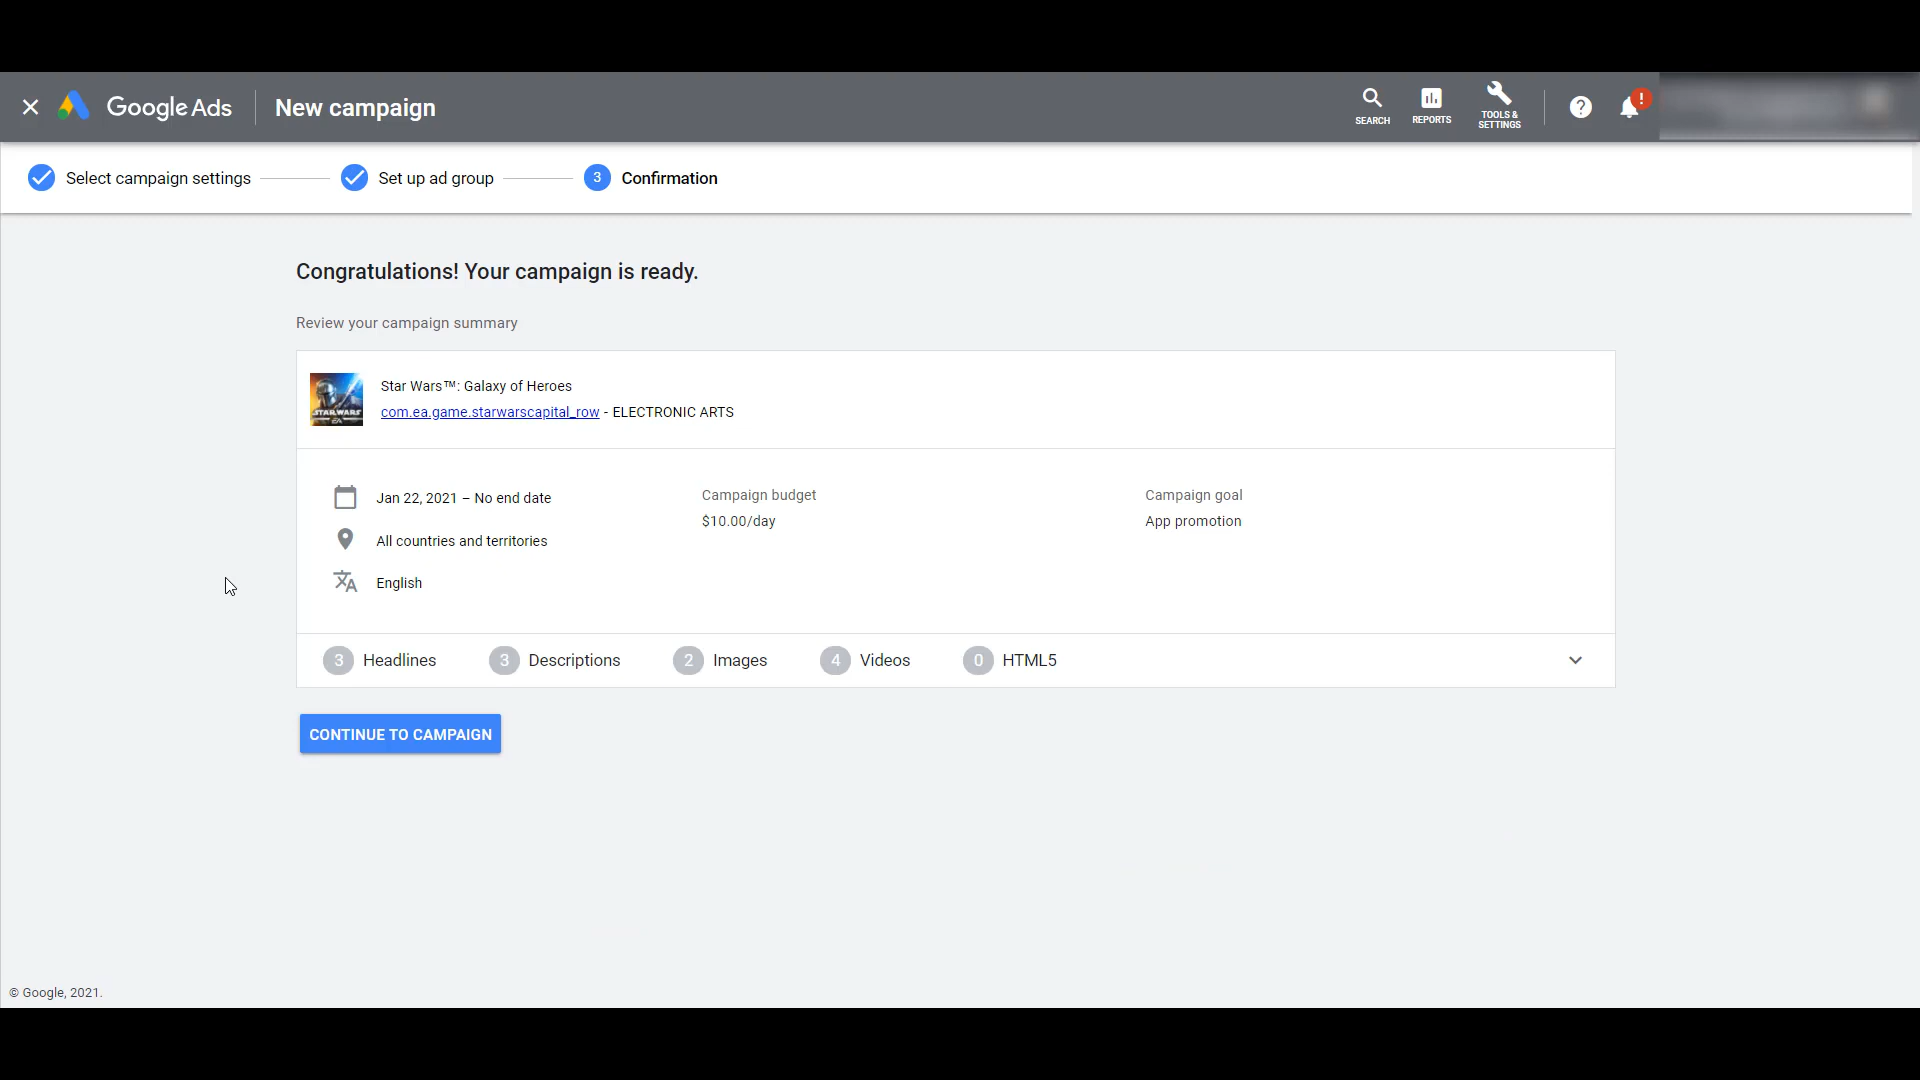 Google Ads
New campaign
SEARCH
REPORTS
TOOLS &
SETTINGS
?
!
Select campaign settings
Set up ad group
3
Confirmation
Congratulations! Your campaign is ready.
Review your campaign summary
STAR WARS
EA
Star Wars™: Galaxy of Heroes
com.ea.game.starwarscapital_row - ELECTRONIC ARTS
Jan 22, 2021 – No end date
All countries and territories
English
Campaign budget
$10.00/day
Campaign goal
App promotion
3 Headlines
3 Descriptions
2 Images
4 Videos
0 HTML5
CONTINUE TO CAMPAIGN
© Google, 2021.